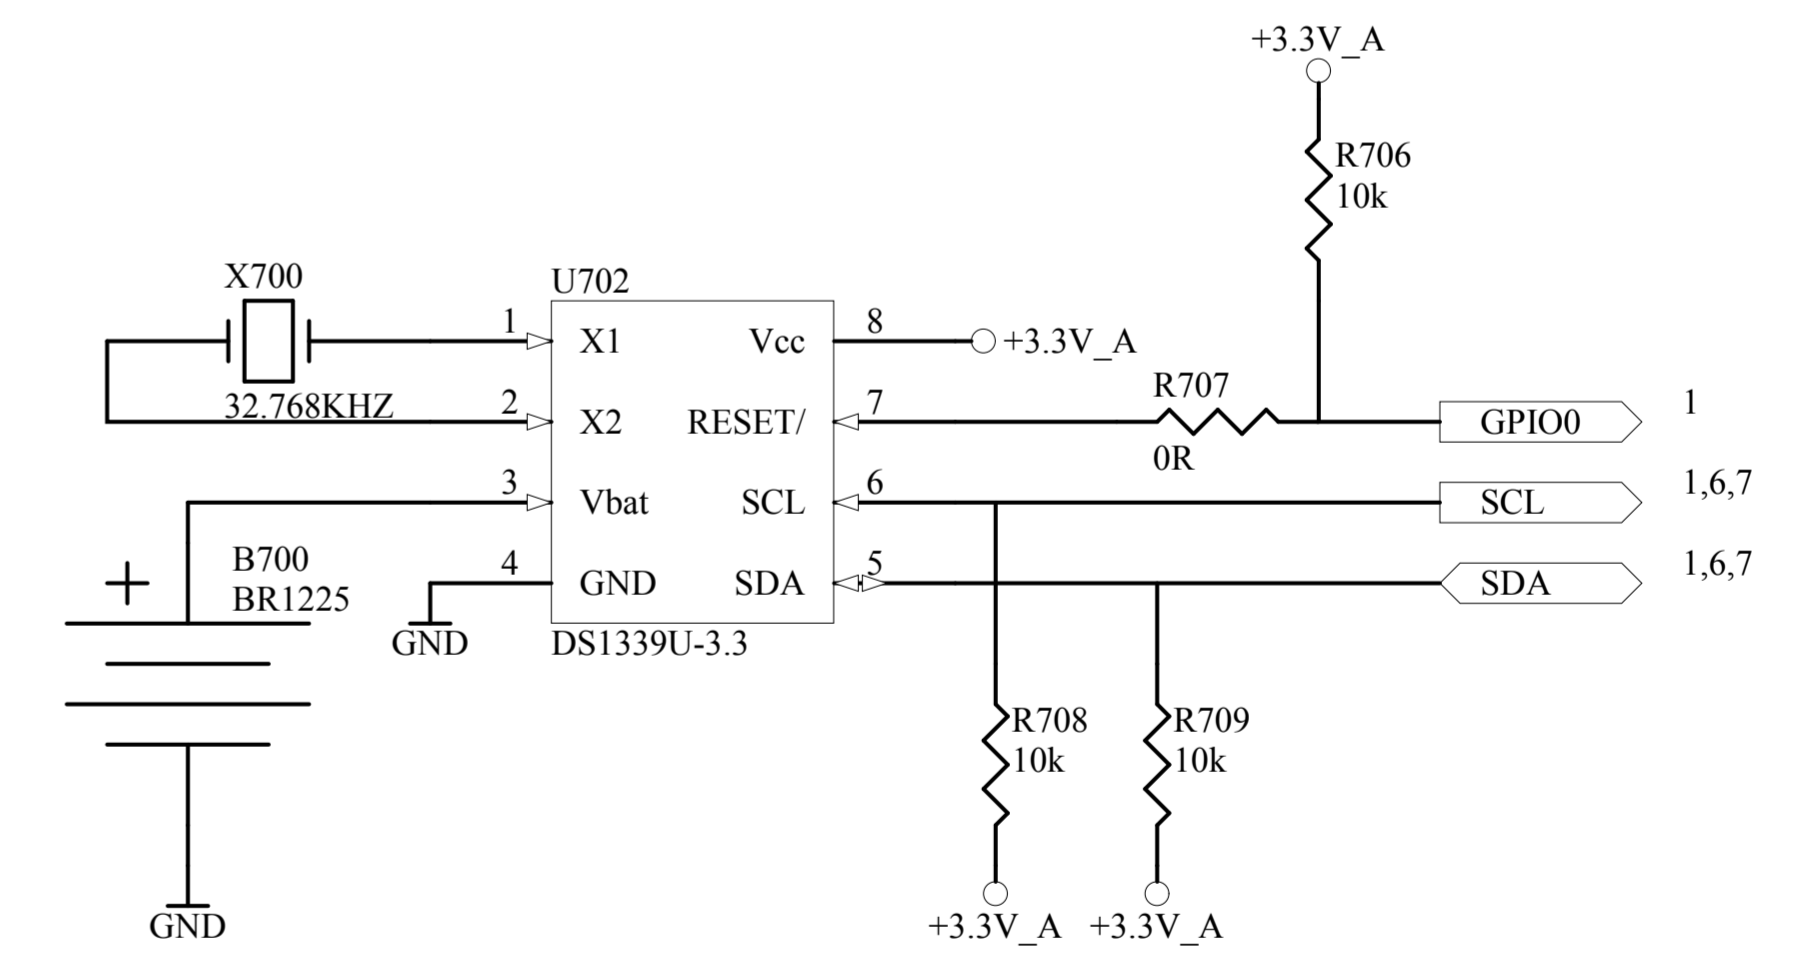 +3.3V_A
R706
10k
X700
32.768KHZ
U702
1
X1
Vcc
8
+3.3V_A
2
X2
RESET/
7
R707
0R
GPIO0
1
3
Vbat
SCL
6
SCL
1,6,7
4
GND
SDA
5
SDA
1,6,7
B700
BR1225
+
GND
DS1339U-3.3
R708
10k
R709
10k
GND
+3.3V_A
+3.3V_A